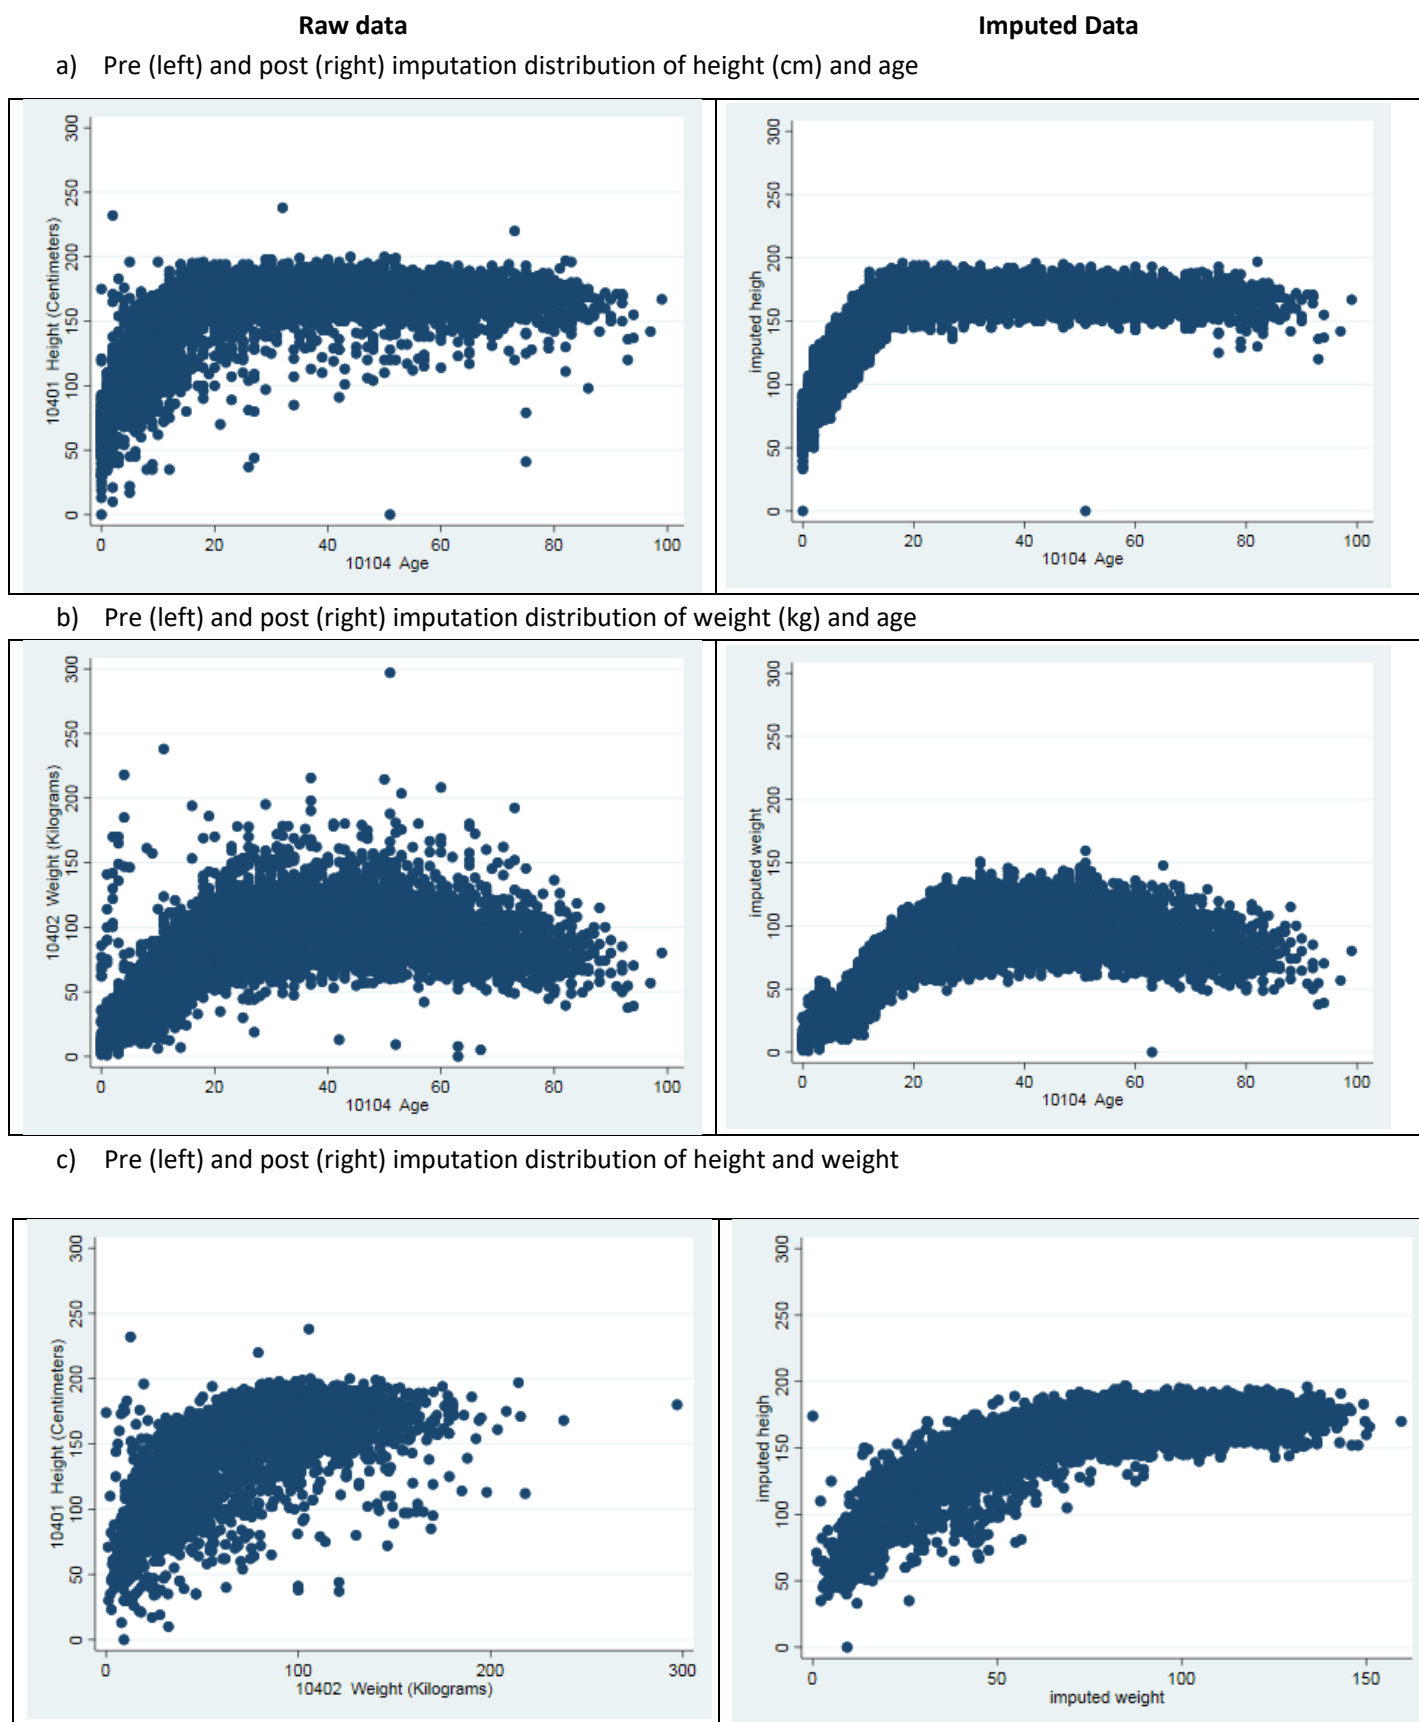 Raw data Imputed Data
a) Pre (left) and post (right) imputation distribution of height (cm) and age
300
250
200
150
100
50
0
10401 Height (Centimeters)
0 20 40 60 80 100
10104 Age
300
250
200
150
100
50
0
imputed heigh
0 20 40 60 80 100
10104 Age
b) Pre (left) and post (right) imputation distribution of weight (kg) and age
300
250
200
150
100
50
0
10402 Weight (Kilograms)
0 20 40 60 80 100
10104 Age
300
250
200
150
100
50
0
imputed weight
0 20 40 60 80 100
10104 Age
c) Pre (left) and post (right) imputation distribution of height and weight
300
250
200
150
100
50
0
10401 Height (Centimeters)
0 100 200 300
10402 Weight (Kilograms)
300
250
200
150
100
50
0
imputed heigh
0 50 100 150
imputed weight